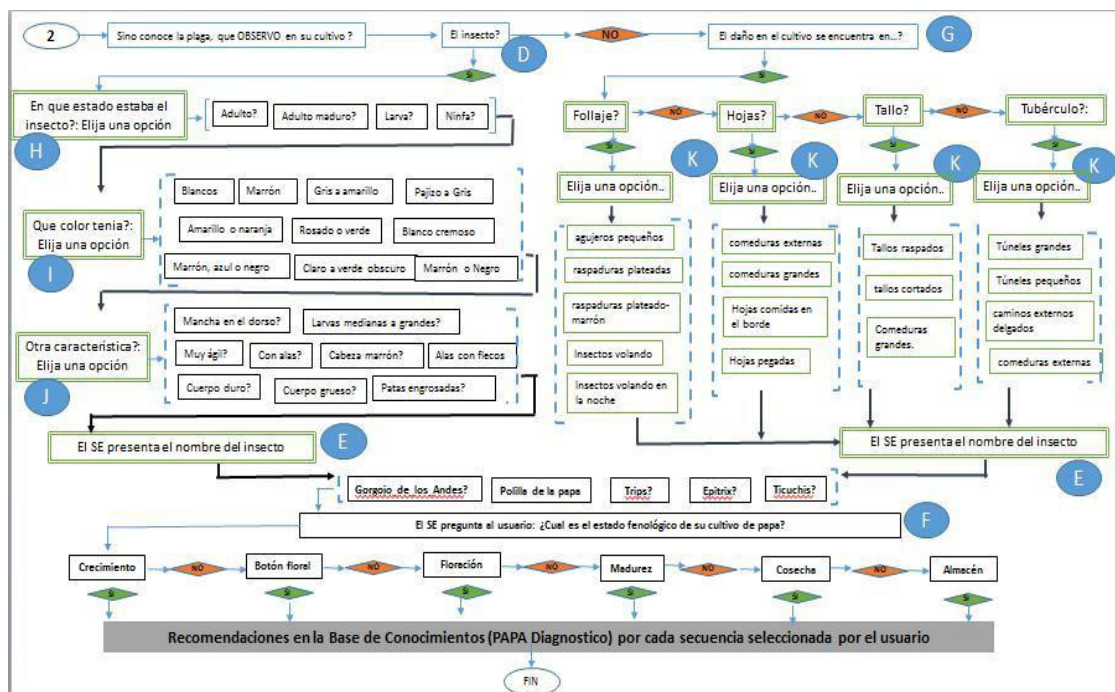 2
Sino conoce la plaga, que OBSERVO en su cultivo ?
El insecto?
D
NO
El daño en el cultivo se encuentra en...?
G
SI
SI
En que estado estaba el
insecto?: Elija una opción
H
Adulto?
Adulto maduro?
Larva?
Ninfa?
Follaje?
NO
Hojas?
NO
Tallo?
NO
Tubérculo?:
SI
SI
SI
SI
K
K
K
K
Elija una opción..
Elija una opción..
Elija una opción..
Elija una opción..
Que color tenia?:
Elija una opción
I
Blancos
Marrón
Gris a amarillo
Pajizo a Gris
Amarillo o naranja
Rosado o verde
Blanco cremoso
Marrón, azul o negro
Claro a verde obscuro
Marrón o Negro
agujeros pequeños
raspaduras plateadas
raspaduras plateado-
marrón
Insectos volando
Insectos volando en
la noche
comeduras externas
comeduras grandes
Hojas comidas en
el borde
Hojas pegadas
Tallos raspados
tallos cortados
Comeduras
grandes.
Túneles grandes
Túneles pequeños
caminos externos
delgados
comeduras externas
Otra característica?:
Elija una opción
J
Mancha en el dorso?
Larvas medianas a grandes?
Muy ágil?
Con alas?
Cabeza marrón?
Alas con flecos
Cuerpo duro?
Cuerpo grueso?
Patas engrosadas?
El SE presenta el nombre del insecto
E
El SE presenta el nombre del insecto
E
Gorgojo de los Andes?
Polilla de la papa
Trips?
Epitrix?
Ticuchis?
El SE pregunta al usuario: ¿Cual es el estado fenológico de su cultivo de papa?
F
Crecimiento
NO
Botón floral
NO
Floración
NO
Madurez
NO
Cosecha
NO
Almacén
SI
SI
SI
SI
SI
SI
Recomendaciones en la Base de Conocimientos (PAPA Diagnostico) por cada secuencia seleccionada por el usuario
FIN